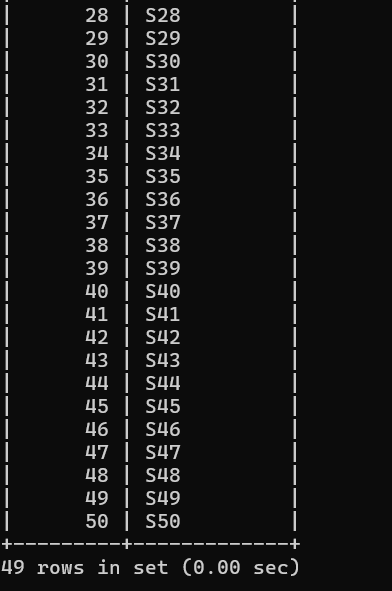 |       28 | S28         |
|       29 | S29         |
|       30 | S30         |
|       31 | S31         |
|       32 | S32         |
|       33 | S33         |
|       34 | S34         |
|       35 | S35         |
|       36 | S36         |
|       37 | S37         |
|       38 | S38         |
|       39 | S39         |
|       40 | S40         |
|       41 | S41         |
|       42 | S42         |
|       43 | S43         |
|       44 | S44         |
|       45 | S45         |
|       46 | S46         |
|       47 | S47         |
|       48 | S48         |
|       49 | S49         |
|       50 | S50         |
+----------+-------------+
49 rows in set (0.00 sec)